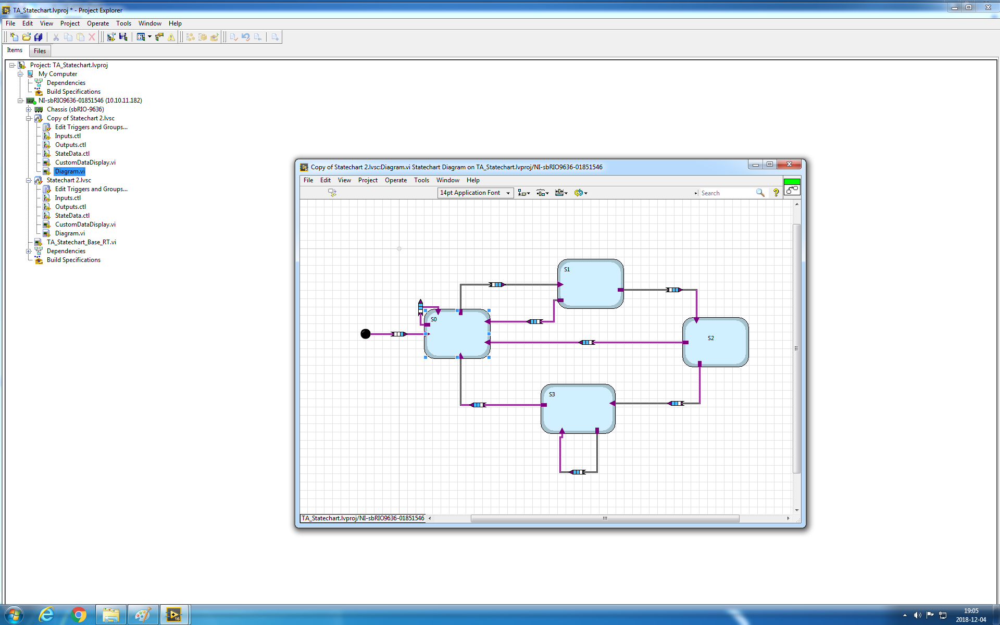 TA_Statechart.lvproj * - Project Explorer
File Edit View Project Operate Tools Window Help
Items Files
Project: TA_Statechart.lvproj
My Computer
Dependencies
Build Specifications
NI-sbRIO9636-01851546 (10.10.11.182)
Chassis (sbRIO-9636)
Copy of Statechart 2.lvsc
Edit Triggers and Groups...
Inputs.ctl
Outputs.ctl
StateData.ctl
CustomDataDisplay.vi
Diagram.vi
Statechart 2.lvsc
Edit Triggers and Groups...
Inputs.ctl
Outputs.ctl
StateData.ctl
CustomDataDisplay.vi
Diagram.vi
TA_Statechart_Base_RT.vi
Dependencies
Build Specifications
Copy of Statechart 2.lvsc:Diagram.vi Statechart Diagram on TA_Statechart.lvproj/NI-sbRIO9636-01851546
File Edit View Project Operate Tools Window Help
14pt Application Font Search ?
S1
S0
S2
S3
TA_Statechart.lvproj/NI-sbRIO9636-01851546
16
19:05
2018-12-04